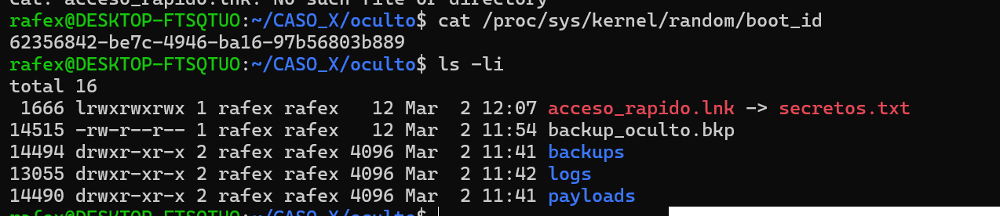 cat: acceso_rapido.lnk: No such file or directory
rafex@DESKTOP-FTSQTUO:~/CASO_X/oculto$ cat /proc/sys/kernel/random/boot_id
62356842-be7c-4946-ba16-97b56803b889
rafex@DESKTOP-FTSQTUO:~/CASO_X/oculto$ ls -li
total 16
 1666 lrwxrwxrwx 1 rafex rafex   12 Mar  2 12:07 acceso_rapido.lnk -> secretos.txt
14515 -rw-r--r-- 1 rafex rafex   12 Mar  2 11:54 backup_oculto.bkp
14494 drwxr-xr-x 2 rafex rafex 4096 Mar  2 11:41 backups
13055 drwxr-xr-x 2 rafex rafex 4096 Mar  2 11:42 logs
14490 drwxr-xr-x 2 rafex rafex 4096 Mar  2 11:41 payloads
rafex@DESKTOP-FTSQTUO:~/CASO_X/oculto$